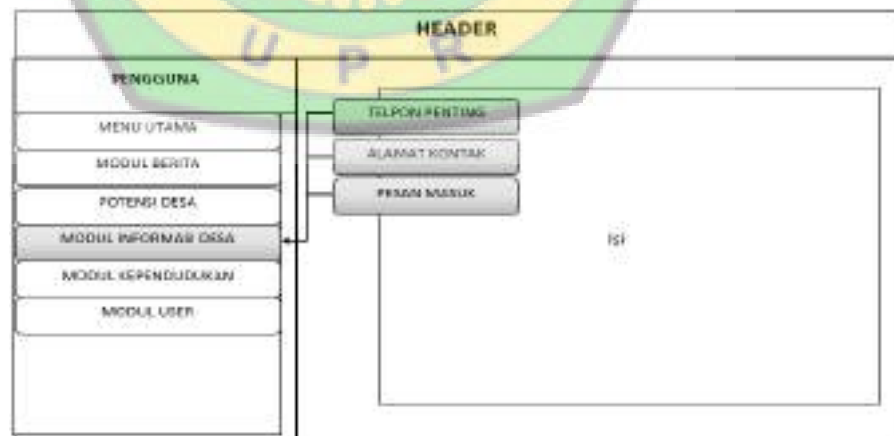 HEADER
U P R
PENGGUNA
TELPON PENTING
MENU UTAMA
ALAMAT KONTAK
MODUL BERITA
PESAN MASUK
POTENSI DESA
MODUL INFORMASI DESA
Isi
MODUL KEPENDUDUKAN
MODUL USER